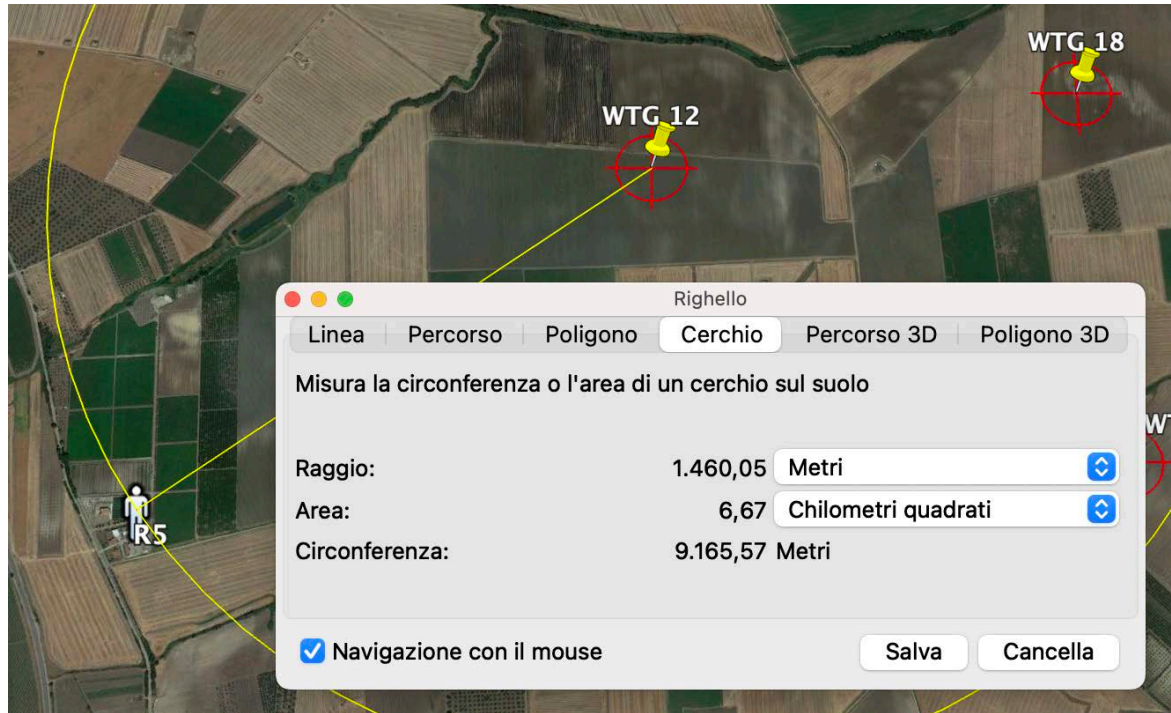 WTG 18
WTG 12
Righello
Linea Percorso Poligono Cerchio Percorso 3D Poligono 3D
Misura la circonferenza o l'area di un cerchio sul suolo
Raggio: 1.460,05 Metri
Area: 6,67 Chilometri quadrati
Circonferenza: 9.165,57 Metri
R5
Navigazione con il mouse Salva Cancella